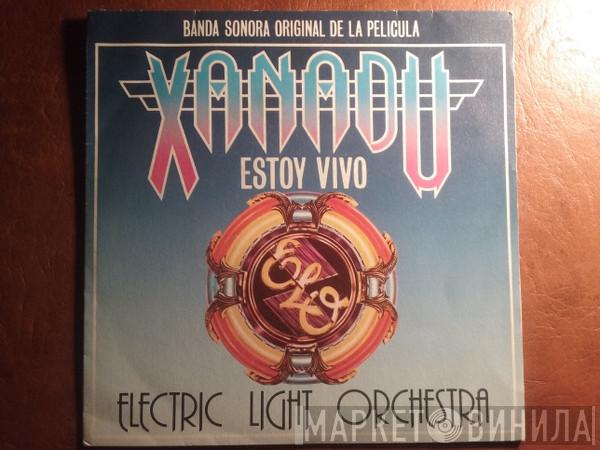 BANDA SONORA ORIGINAL DE LA PELICULA
XANADU
ESTOY VIVO
ELO
ELECTRIC LIGHT ORCHESTRA
МАРКЕТ ВИНИЛА